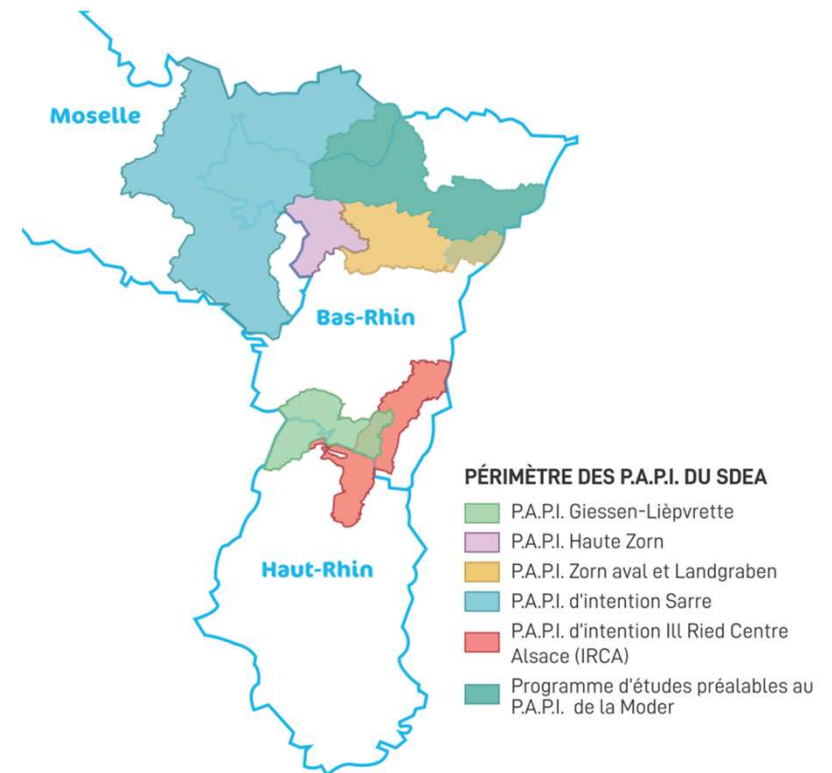 Moselle
Bas-Rhin
Haut-Rhin
PÉRIMÈTRE DES P.A.P.I. DU SDEA
P.A.P.I. Giessen-Lièpvrette
P.A.P.I. Haute Zorn
P.A.P.I. Zorn aval et Landgraben
P.A.P.I. d'intention Sarre
P.A.P.I. d'intention Ill Ried Centre
Alsace (IRCA)
Programme d'études préalables au
P.A.P.I. de la Moder